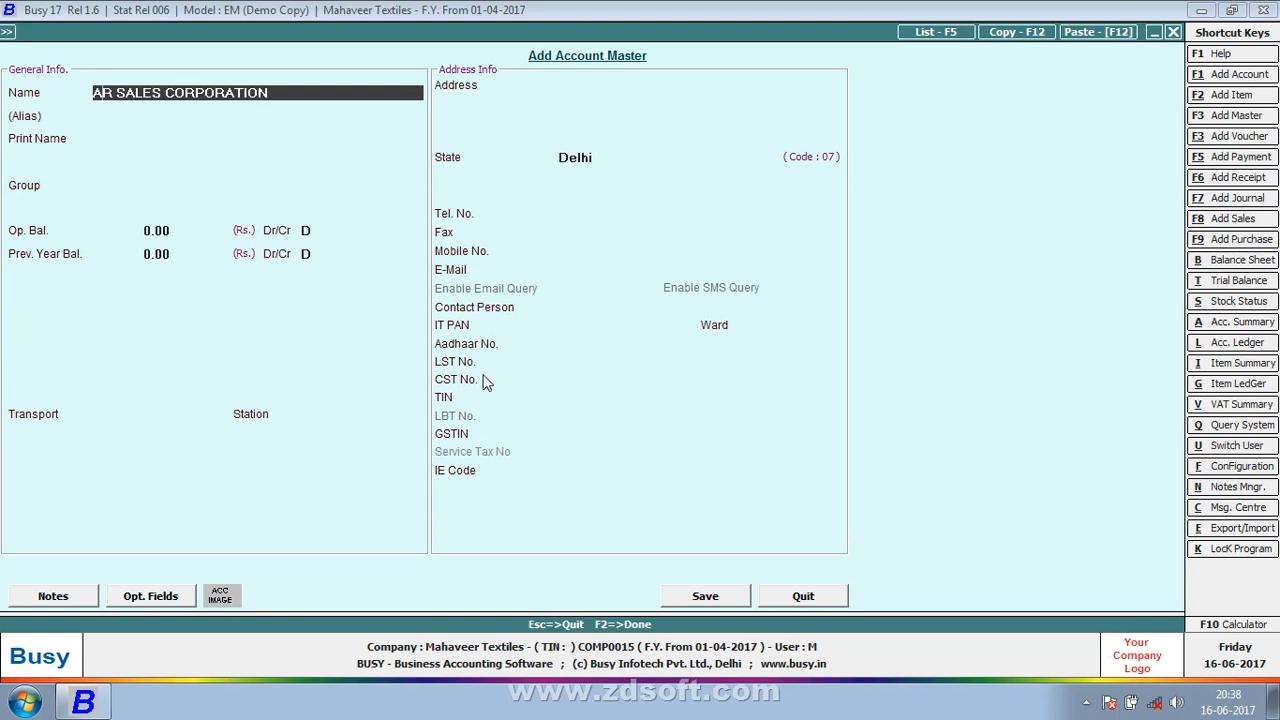 Busy 17 Rel 1.6 | Stat Rel 006 | Model : EM (Demo Copy) | Mahaveer Textiles - F.Y. From 01-04-2017
>> List - F5 Copy - F12 Paste - [F12]
Add Account Master
General Info.
Name AR SALES CORPORATION
(Alias)
Print Name
Group
Op. Bal. 0.00 (Rs.) Dr/Cr D
Prev. Year Bal. 0.00 (Rs.) Dr/Cr D
Transport Station
Address Info
Address
State Delhi ( Code : 07 )
Tel. No.
Fax
Mobile No.
E-Mail
Enable Email Query Enable SMS Query
Contact Person
IT PAN Ward
Aadhaar No.
LST No.
CST No.
TIN
LBT No.
GSTIN
Service Tax No
IE Code
Notes Opt. Fields ACC IMAGE Save Quit
Esc=>Quit F2=>Done
Shortcut Keys
F1 Help
F1 Add Account
F2 Add Item
F3 Add Master
F3 Add Voucher
F5 Add Payment
F6 Add Receipt
F7 Add Journal
F8 Add Sales
F9 Add Purchase
B Balance Sheet
T Trial Balance
S Stock Status
A Acc. Summary
L Acc. Ledger
I Item Summary
G Item LedGer
V VAT Summary
Q Query System
U Switch User
F ConFiguration
N Notes Mngr.
C Msg. Centre
E Export/Import
K LocK Program
F10 Calculator
Busy
Company : Mahaveer Textiles - ( TIN : ) COMP0015 ( F.Y. From 01-04-2017 ) - User : M
BUSY - Business Accounting Software ; (c) Busy Infotech Pvt. Ltd., Delhi ; www.busy.in
Your
Company
Logo
Friday
16-06-2017
www.zdsoft.com
B
20:38
16-06-2017